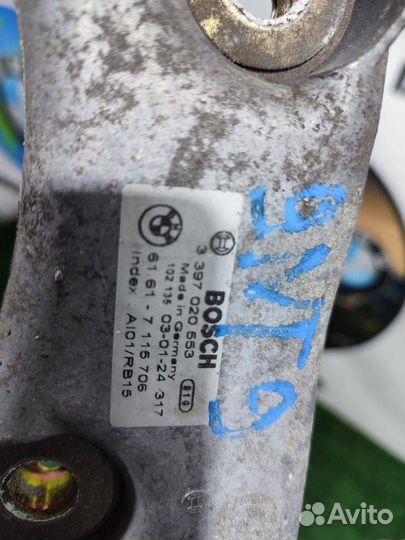 BOSCH
3 397 020 553
Made in Germany
102 135 03-01-24 317
61.61 - 7 115 706
Index AI01/RB15
Avito